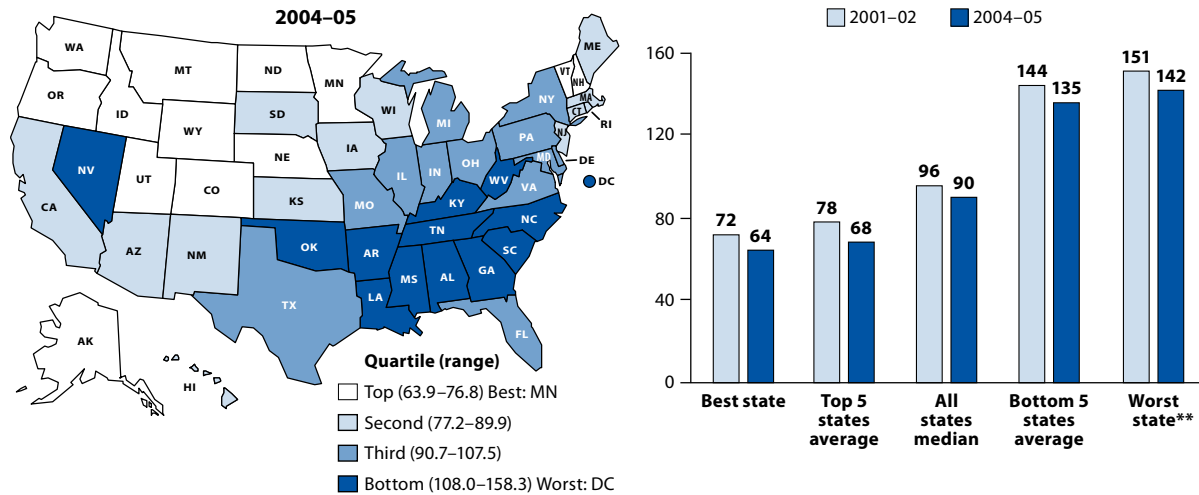 2004–05
WA
MT
ND
MN
OR
ID
WY
SD
WI
MI
NY
VT
NH
ME
MA
CT
RI
NV
UT
CO
NE
IA
IL
IN
OH
PA
NJ
DE
MD
DC
CA
AZ
NM
KS
MO
KY
WV
VA
OK
AR
TN
NC
SC
TX
LA
MS
AL
GA
FL
AK
HI
Quartile (range)
Top (63.9–76.8) Best: MN
Second (77.2–89.9)
Third (90.7–107.5)
Bottom (108.0–158.3) Worst: DC
2001–02 2004–05
160
120
80
40
0
72 64
78 68
96 90
144 135
151 142
Best state
Top 5
states
average
All
states
median
Bottom 5
states
average
Worst
state**